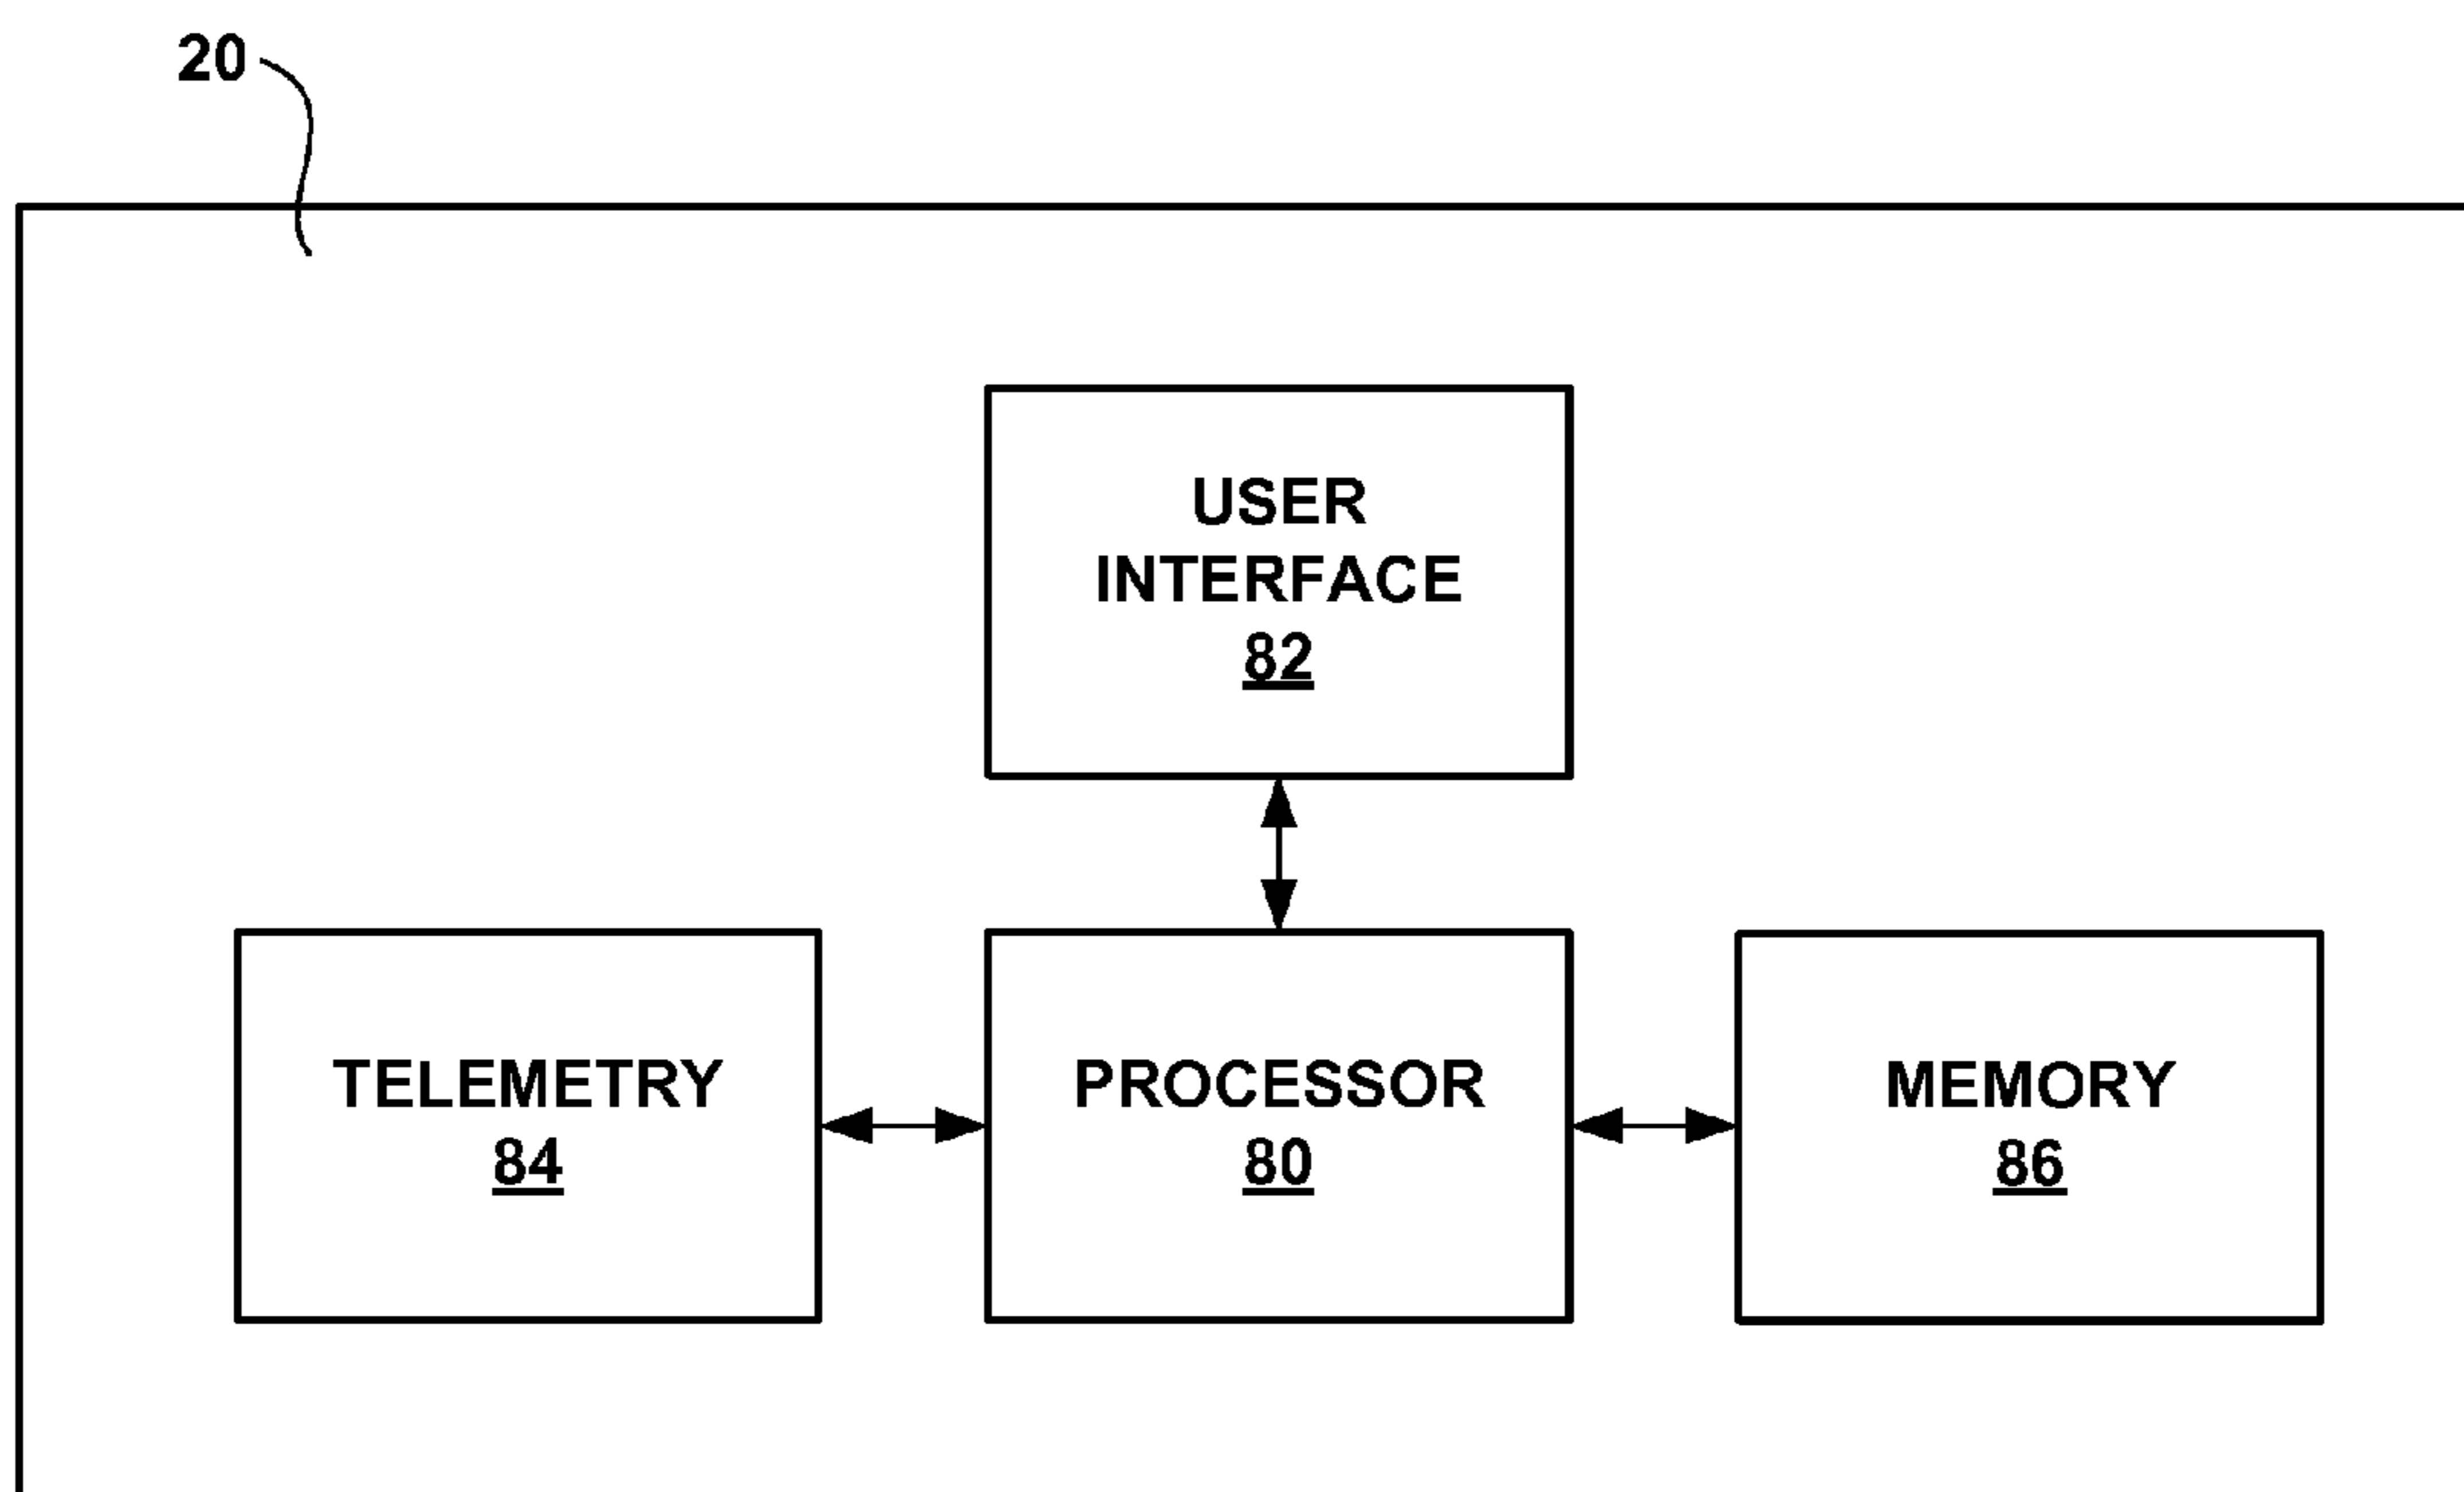 20
USER
INTERFACE
82
TELEMETRY
84
PROCESSOR
80
MEMORY
86